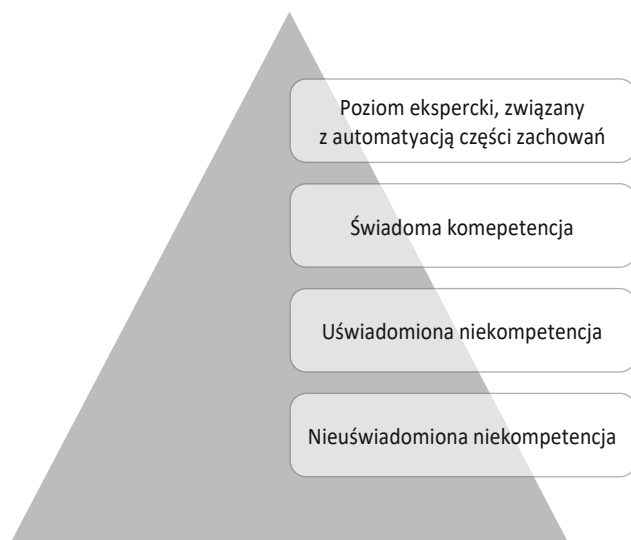 Poziom ekspercki, związany
z automatyacją części zachowań
Świadoma komepetencja
Uświadomiona niekompetencja
Nieuświadomiona niekompetencja